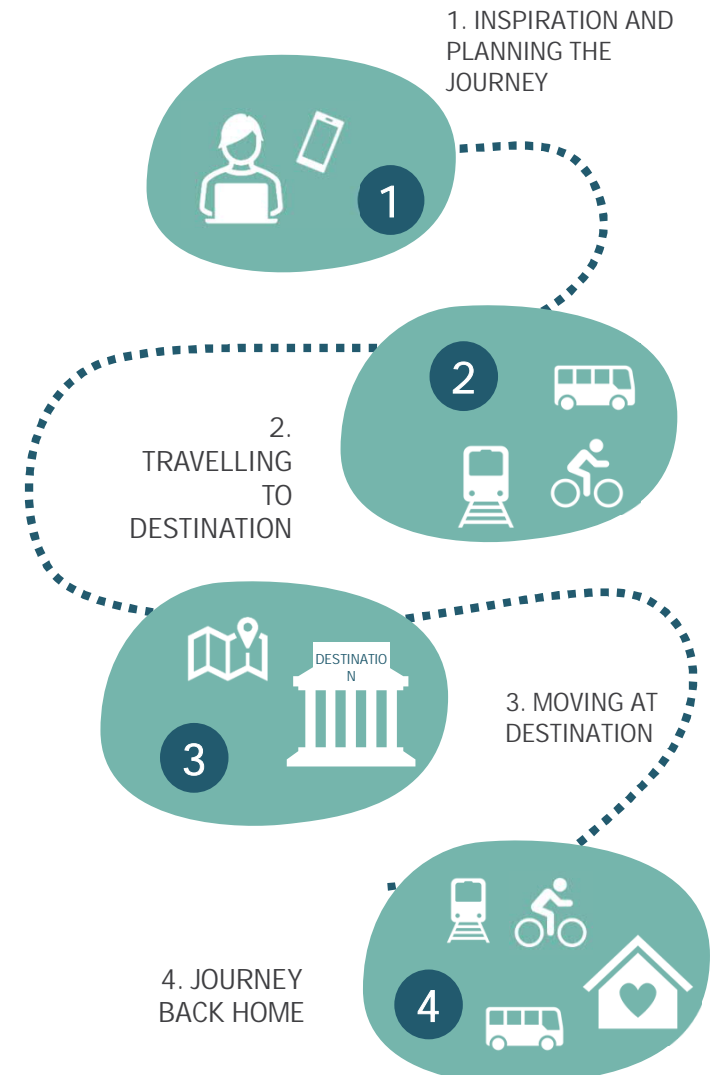 1. INSPIRATION AND
PLANNING THE
JOURNEY
1
2
2.
TRAVELLING
TO
DESTINATION
DESTINATIO
N
3
3. MOVING AT
DESTINATION
4. JOURNEY
BACK HOME
4